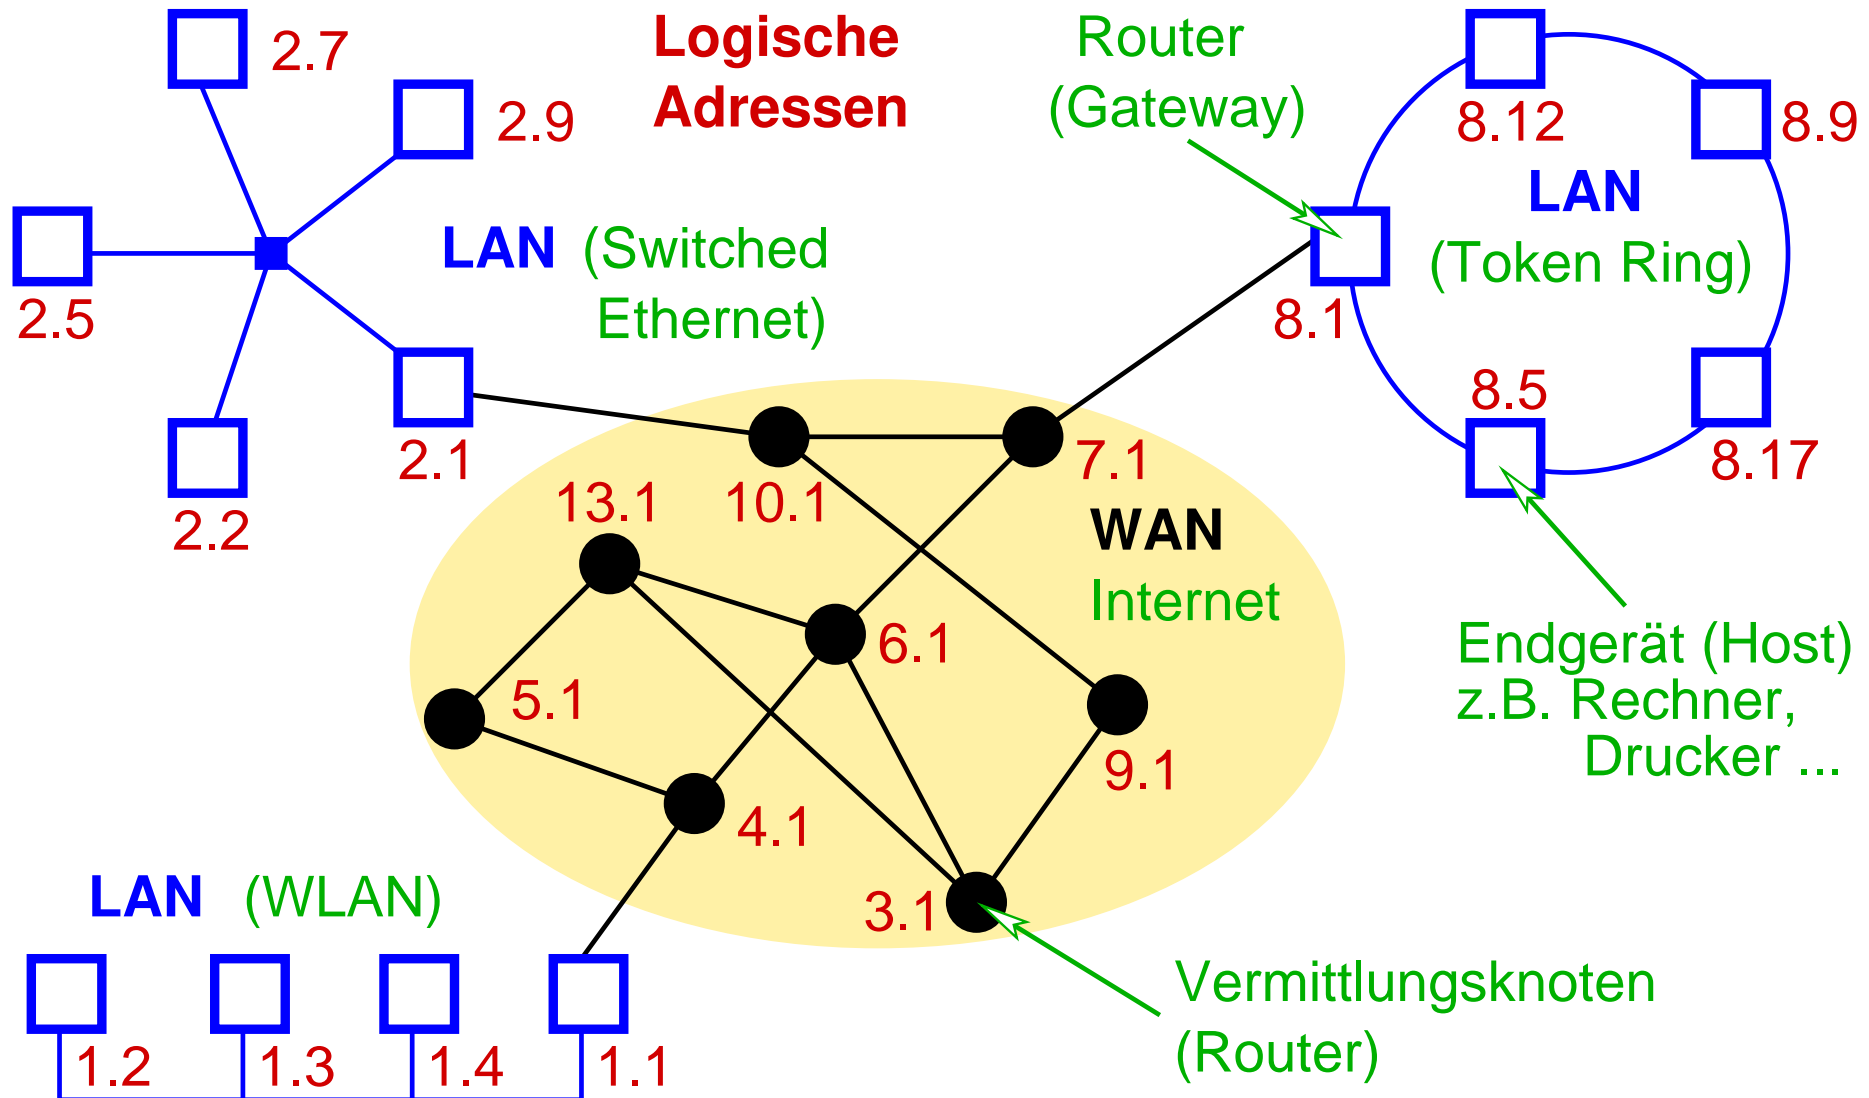 2.7
Logische
Adressen
Router
(Gateway)
8.12
8.9
2.9
LAN (Switched
Ethernet)
LAN
(Token Ring)
2.5
8.1
8.5
8.17
2.1
2.2
13.1
10.1
7.1
WAN
Internet
6.1
5.1
9.1
4.1
3.1
Endgerät (Host)
z.B. Rechner,
Drucker ...
LAN (WLAN)
1.2
1.3
1.4
1.1
Vermittlungsknoten
(Router)